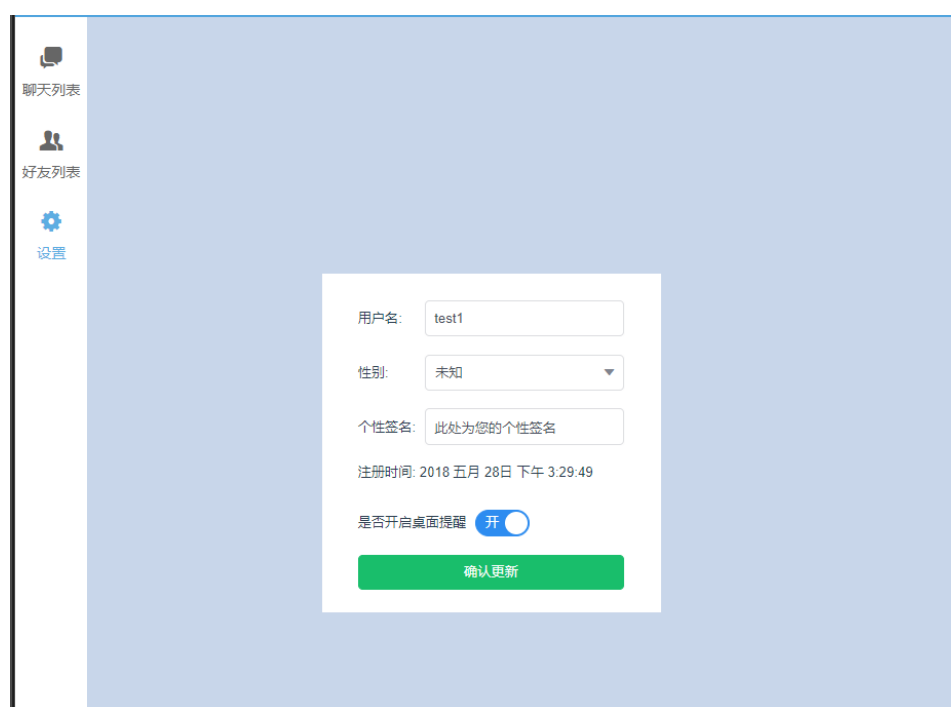 聊天列表
好友列表
设置
用户名: test1
性别: 未知
个性签名: 此处为您的个性签名
注册时间: 2018 五月 28日 下午 3:29:49
是否开启桌面提醒 开
确认更新